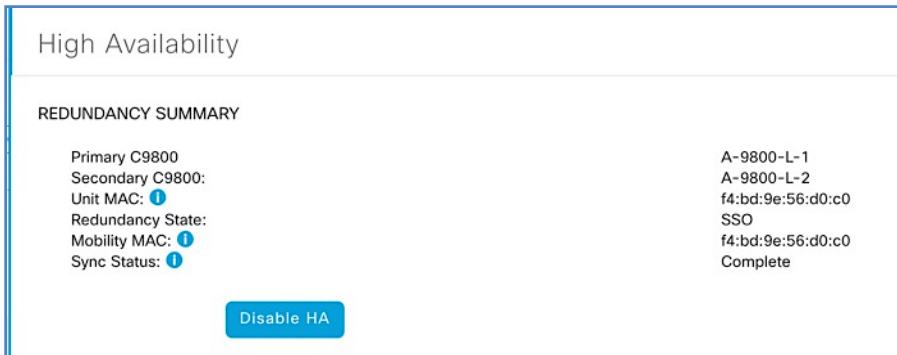 High Availability
REDUNDANCY SUMMARY
Primary C9800 A-9800-L-1
Secondary C9800: A-9800-L-2
Unit MAC: i f4:bd:9e:56:d0:c0
Redundancy State: SSO
Mobility MAC: i f4:bd:9e:56:d0:c0
Sync Status: i Complete
Disable HA